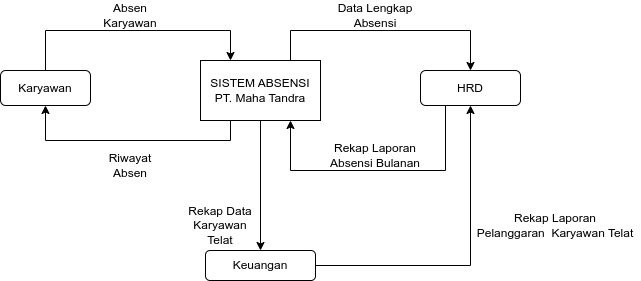 Absen
Karyawan
Data Lengkap
Absensi
Karyawan
SISTEM ABSENSI
PT. Maha Tandra
HRD
Riwayat
Absen
Rekap Laporan
Absensi Bulanan
Rekap Data
Karyawan
Telat
Rekap Laporan
Pelanggaran Karyawan Telat
Keuangan